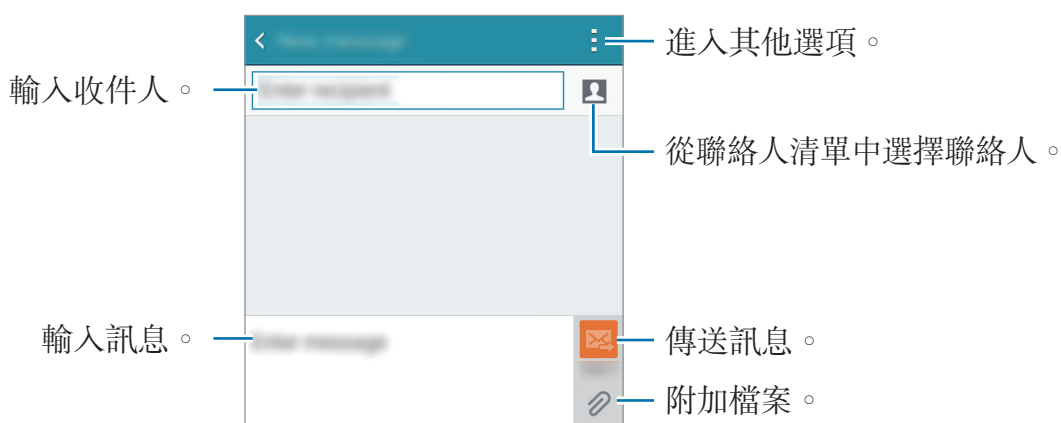 進入其他選項。
輸入收件人。
從聯絡人清單中選擇聯絡人。
輸入訊息。
傳送訊息。
附加檔案。